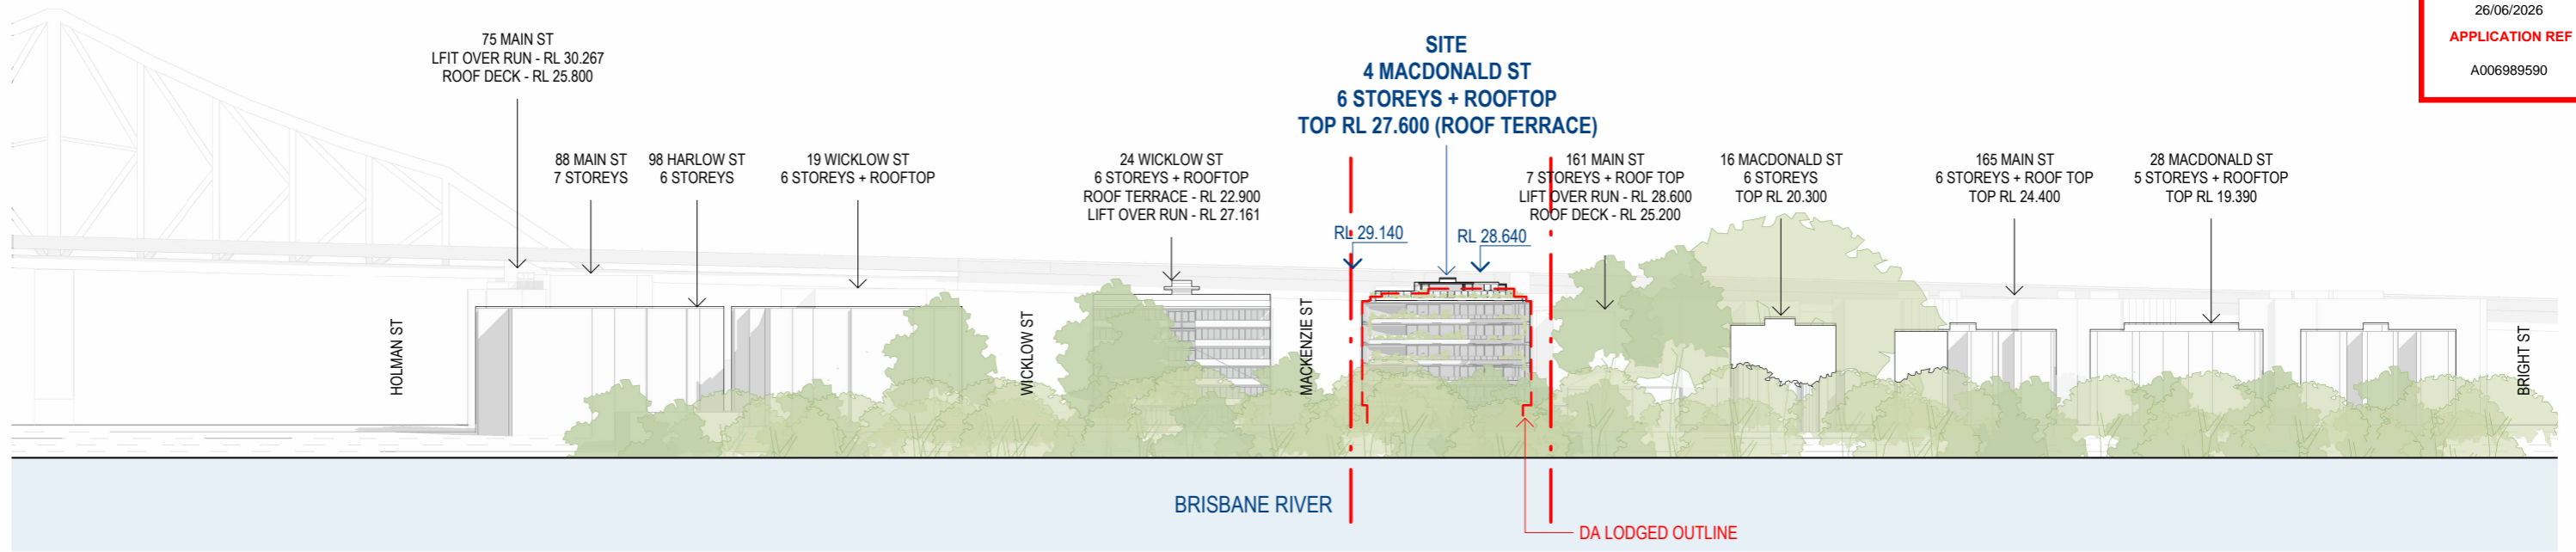 26/06/2026
APPLICATION REF
A006989590
75 MAIN ST
LFIT OVER RUN - RL 30.267
ROOF DECK - RL 25.800
SITE
4 MACDONALD ST
6 STOREYS + ROOFTOP
TOP RL 27.600 (ROOF TERRACE)
88 MAIN ST
7 STOREYS
98 HARLOW ST
6 STOREYS
19 WICKLOW ST
6 STOREYS + ROOFTOP
24 WICKLOW ST
6 STOREYS + ROOFTOP
ROOF TERRACE - RL 22.900
LIFT OVER RUN - RL 27.161
161 MAIN ST
7 STOREYS + ROOF TOP
LIFT OVER RUN - RL 28.600
ROOF DECK - RL 25.200
16 MACDONALD ST
6 STOREYS
TOP RL 20.300
165 MAIN ST
6 STOREYS + ROOF TOP
TOP RL 24.400
28 MACDONALD ST
5 STOREYS + ROOFTOP
TOP RL 19.390
RL 29.140
RL 28.640
HOLMAN ST
WICKLOW ST
MACKENZIE ST
BRIGHT ST
BRISBANE RIVER
DA LODGED OUTLINE